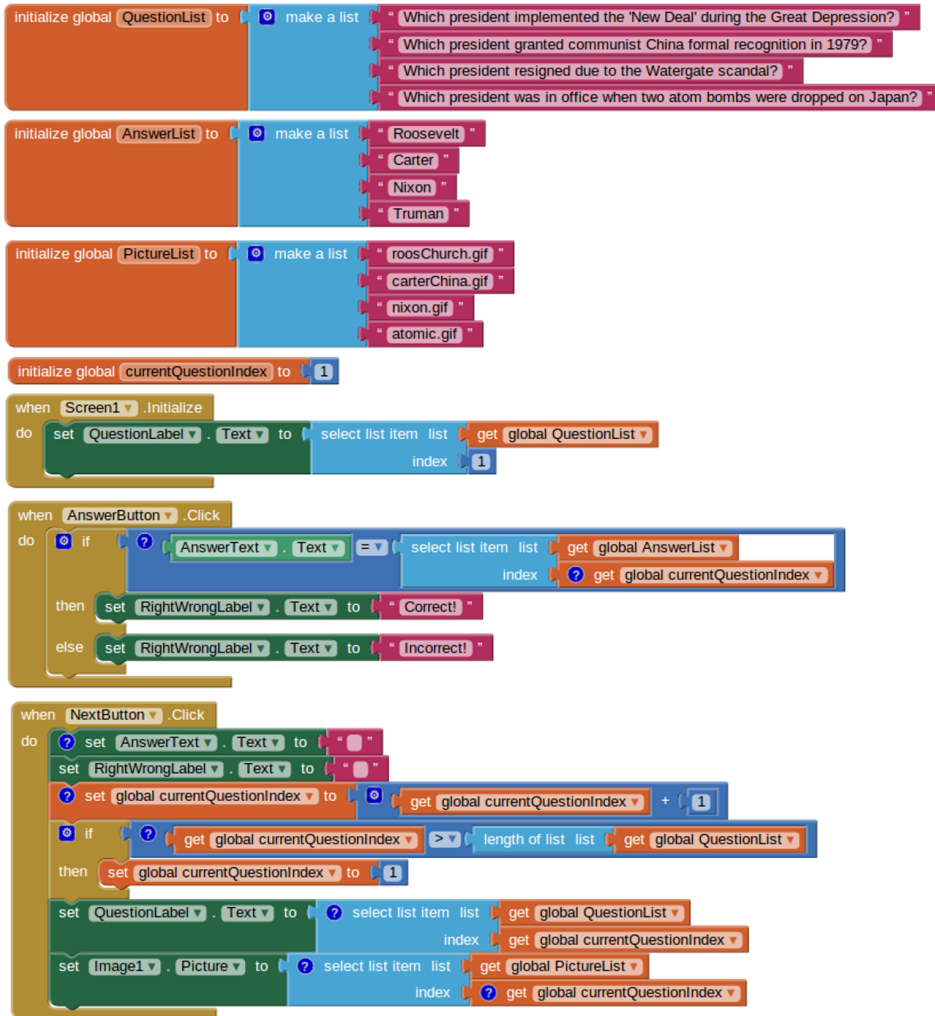 initialize global QuestionList to make a list “ Which president implemented the 'New Deal' during the Great Depression? ”
“ Which president granted communist China formal recognition in 1979? ”
“ Which president resigned due to the Watergate scandal? ”
“ Which president was in office when two atom bombs were dropped on Japan? ”
initialize global AnswerList to make a list “ Roosevelt ”
“ Carter ”
“ Nixon ”
“ Truman ”
initialize global PictureList to make a list “ roosChurch.gif ”
“ carterChina.gif ”
“ nixon.gif ”
“ atomic.gif ”
initialize global currentQuestionIndex to 1
when Screen1 .Initialize
do set QuestionLabel . Text to select list item list get global QuestionList
index 1
when AnswerButton .Click
do if ? AnswerText . Text = select list item list get global AnswerList
index ? get global currentQuestionIndex
then set RightWrongLabel . Text to “ Correct! ”
else set RightWrongLabel . Text to “ Incorrect! ”
when NextButton .Click
do ? set AnswerText . Text to “ ”
set RightWrongLabel . Text to “ ”
? set global currentQuestionIndex to get global currentQuestionIndex + 1
if ? get global currentQuestionIndex > length of list list get global QuestionList
then set global currentQuestionIndex to 1
set QuestionLabel . Text to ? select list item list get global QuestionList
index get global currentQuestionIndex
set Image1 . Picture to ? select list item list get global PictureList
index ? get global currentQuestionIndex